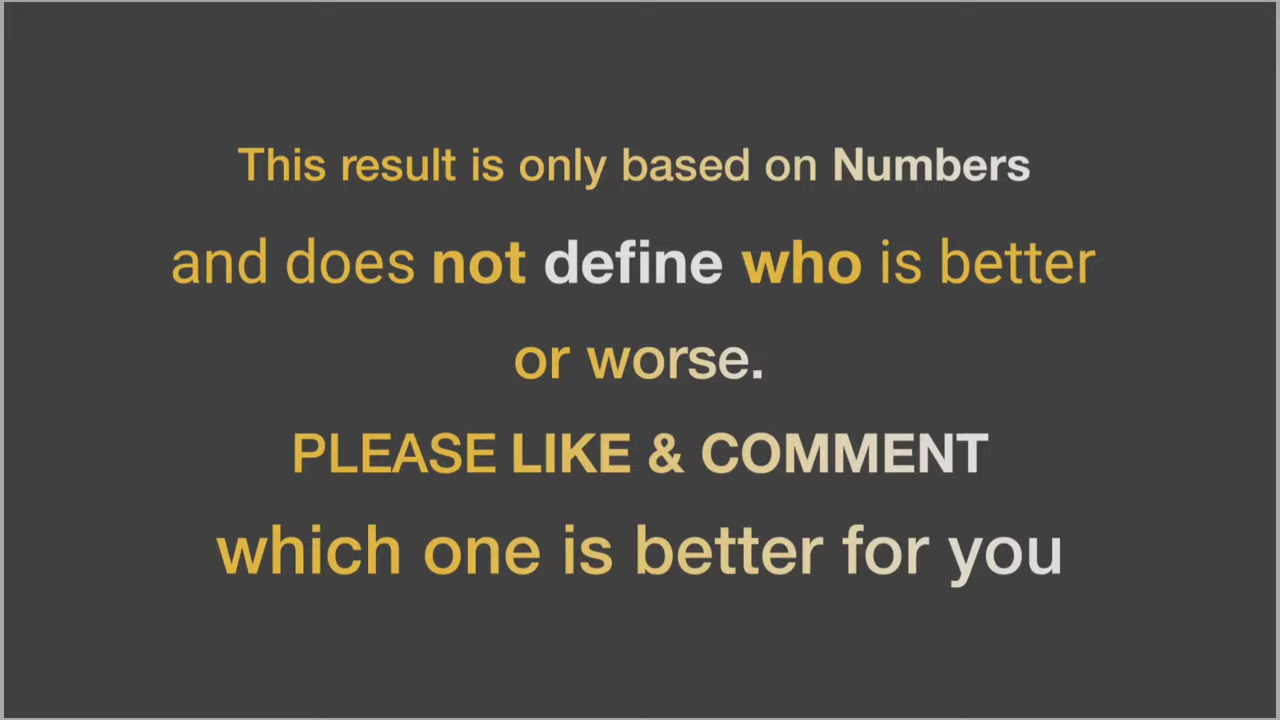 This result is only based on Numbers
and does not define who is better
or worse.
PLEASE LIKE & COMMENT
which one is better for you